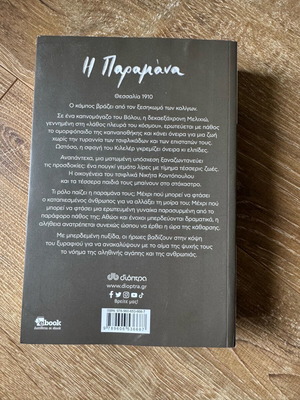 Η Παραμάνα
Θεσσαλία 1910
Ο κάμπος βράζει από τον ξεσηκωμό των κολίγων.
Σε ένα καπνομάγαζο του Βόλου, η δεκαεξάχρονη Μελινώ,
γεννημένη στη «λάθος πλευρά του κόσμου», ερωτεύεται με πάθος
το ομορφόπαιδο της καπναποθήκης και κάνει όνειρα για μια ζωή
χωρίς την τυραννία των τσιφλικάδων και των επιστατών τους.
Ωστόσο, η σφαγή του Κιλελέρ γκρεμίζει όνειρα κι ελπίδες.
Αναπάντεχα, μια ματωμένη υπόσχεση ξαναζωντανεύει
τις προσδοκίες: ένα πουγκί γεμάτο λίρες με τίμημα τέσσερις ζωές.
Η οικογένεια του τσιφλικά Νικήτα Κοντόπουλου
και τα τέσσερα παιδιά τους μπαίνουν στο στόχαστρο.
Τι ρόλο παίζει η παραμάνα τους; Μέχρι πού μπορεί να φτάσει
ο καταπιεσμένος άνθρωπος για να αλλάξει τη μοίρα του; Μέχρι πού
μπορεί να φτάσει μια ερωτευμένη γυναίκα παρασυρμένη από το
παράφορο πάθος της; Αθώοι και ένοχοι μπερδεύονται δραματικά, η
αλήθεια ανατρέπεται συνεχώς ώσπου να έρθει η ώρα της κάθαρσης.
Με μπερδεμένη πυξίδα, οι ήρωες βαδίζουν στην κόψη
του ξυραφιού για να ανακαλύψουν με το αίμα της ψυχής τους
το νόημα της αληθινής αγάπης και της ανθρωπιάς.
διόπτρα
www.dioptra.gr
Βρείτε μας!
ebook